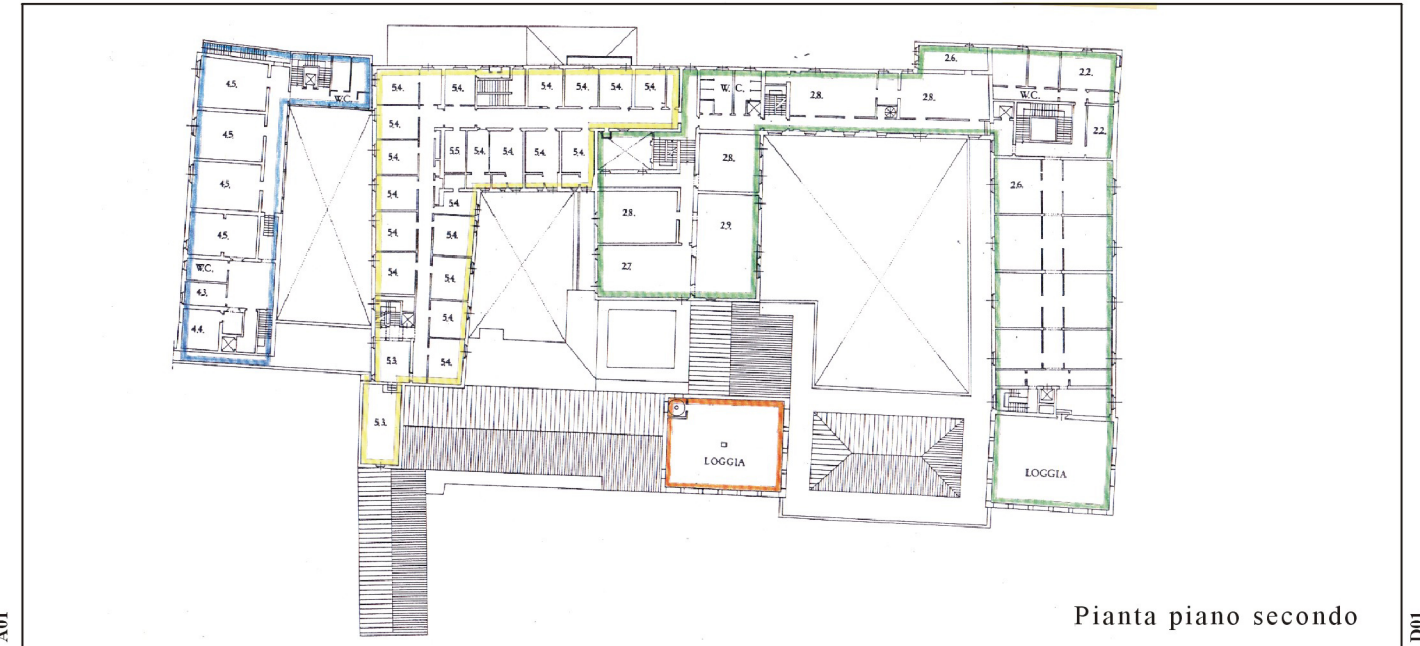 2.6.
4.5. 5.4. 5.4. 5.4. 5.4. 5.4. 5.4. W. C. 2.8. 2.8. W.C. 2.2.
W.C.
4.5. 5.4. 2.2.
5.4. 5.5. 5.4. 5.4. 5.4. 5.4. 2.8.
4.5. 5.4. 5.4. 2.6.
4.5. 5.4. 5.4. 2.8. 2.9.
W.C. 5.4. 5.4. 2.7.
4.3.
4.4. 5.4.
5.3. 5.4.
5.3.
LOGGIA LOGGIA
Pianta piano secondo
A01
D01